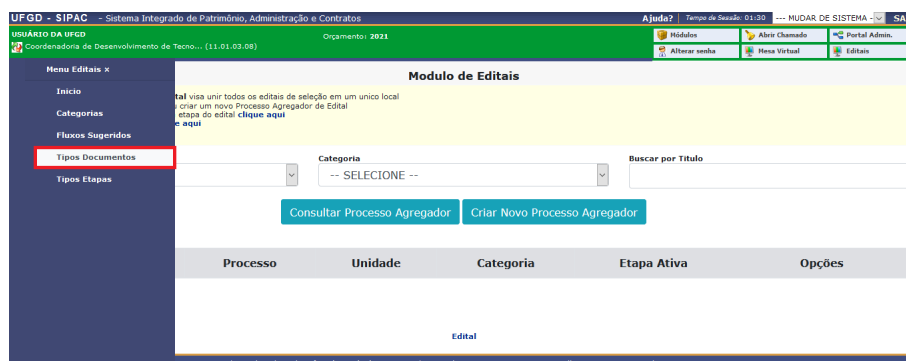 UFGD - SIPAC - Sistema Integrado de Patrimônio, Administração e Contratos
Ajuda? Tempo de Sessão: 01:30 --- MUDAR DE SISTEMA - SA
USUÁRIO DA UFGD
Orçamento: 2021
Módulos Abrir Chamado Portal Admin.
Coordenadoria de Desenvolvimento de Tecno... (11.01.03.08)
Alterar senha Mesa Virtual Editais
Menu Editais ×
Inicio
Categorias
Fluxos Sugeridos
Tipos Documentos
Tipos Etapas
Modulo de Editais
tal visa unir todos os editais de seleção em um unico local
criar um novo Processo Agregador de Edital
etapa do edital clique aqui
e aqui
Categoria
Buscar por Titulo
-- SELECIONE --
Consultar Processo Agregador Criar Novo Processo Agregador
Processo Unidade Categoria Etapa Ativa Opções
Edital